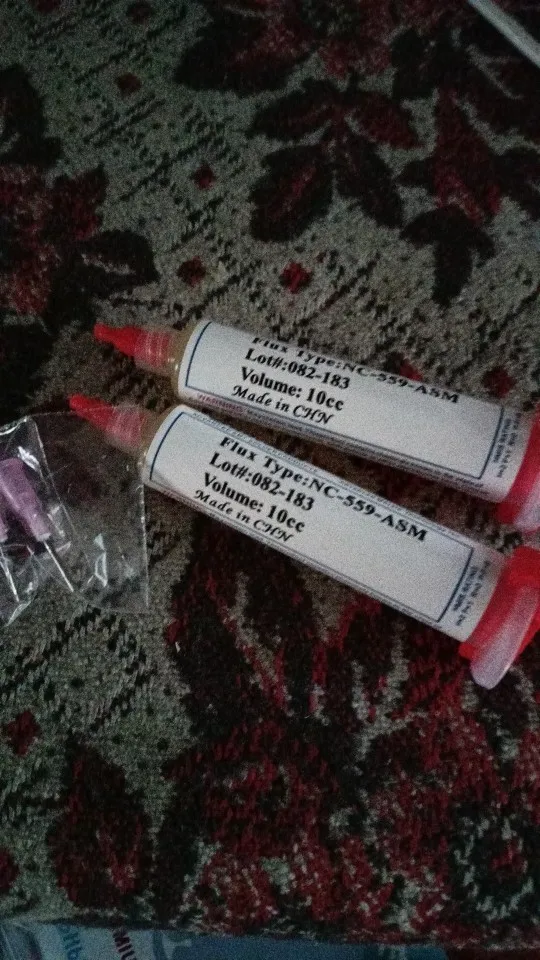 Flux Type:NC-559-ASM
Lot#:082-183
Volume: 10cc
Made in CHN
WARNING:
Flux Type:NC-559-ASM
Lot#:082-183
Volume: 10cc
Made in CHN